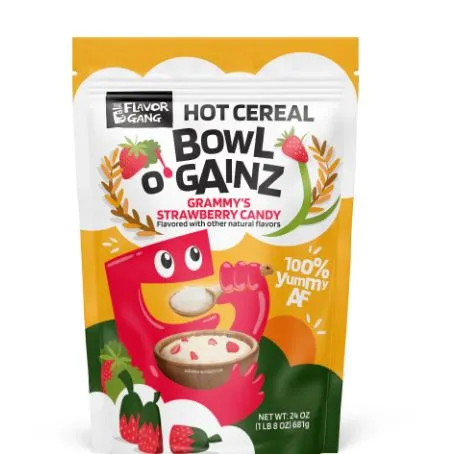 THE FLAVOR
GANG
HOT CEREAL
BOWL
O' GAINZ
GRAMMY'S
STRAWBERRY CANDY
Flavored with other natural flavors
100%
yummy
AF
NET WT: 24 OZ
(1 LB 8 OZ) 681g